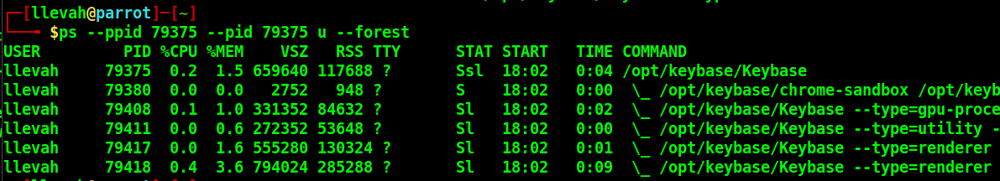 [llevah@parrot]-[~]
$ps --ppid 79375 --pid 79375 u --forest
USER PID %CPU %MEM VSZ RSS TTY STAT START TIME COMMAND
llevah 79375 0.2 1.5 659640 117688 ? Ssl 18:02 0:04 /opt/keybase/Keybase
llevah 79380 0.0 0.0 2752 948 ? S 18:02 0:00 \_ /opt/keybase/chrome-sandbox /opt/keyb
llevah 79408 0.1 1.0 331352 84632 ? Sl 18:02 0:02 \_ /opt/keybase/Keybase --type=gpu-proce
llevah 79411 0.0 0.6 272352 53648 ? Sl 18:02 0:00 \_ /opt/keybase/Keybase --type=utility -
llevah 79417 0.0 1.6 555280 130324 ? Sl 18:02 0:01 \_ /opt/keybase/Keybase --type=renderer
llevah 79418 0.4 3.6 794024 285288 ? Sl 18:02 0:09 \_ /opt/keybase/Keybase --type=renderer